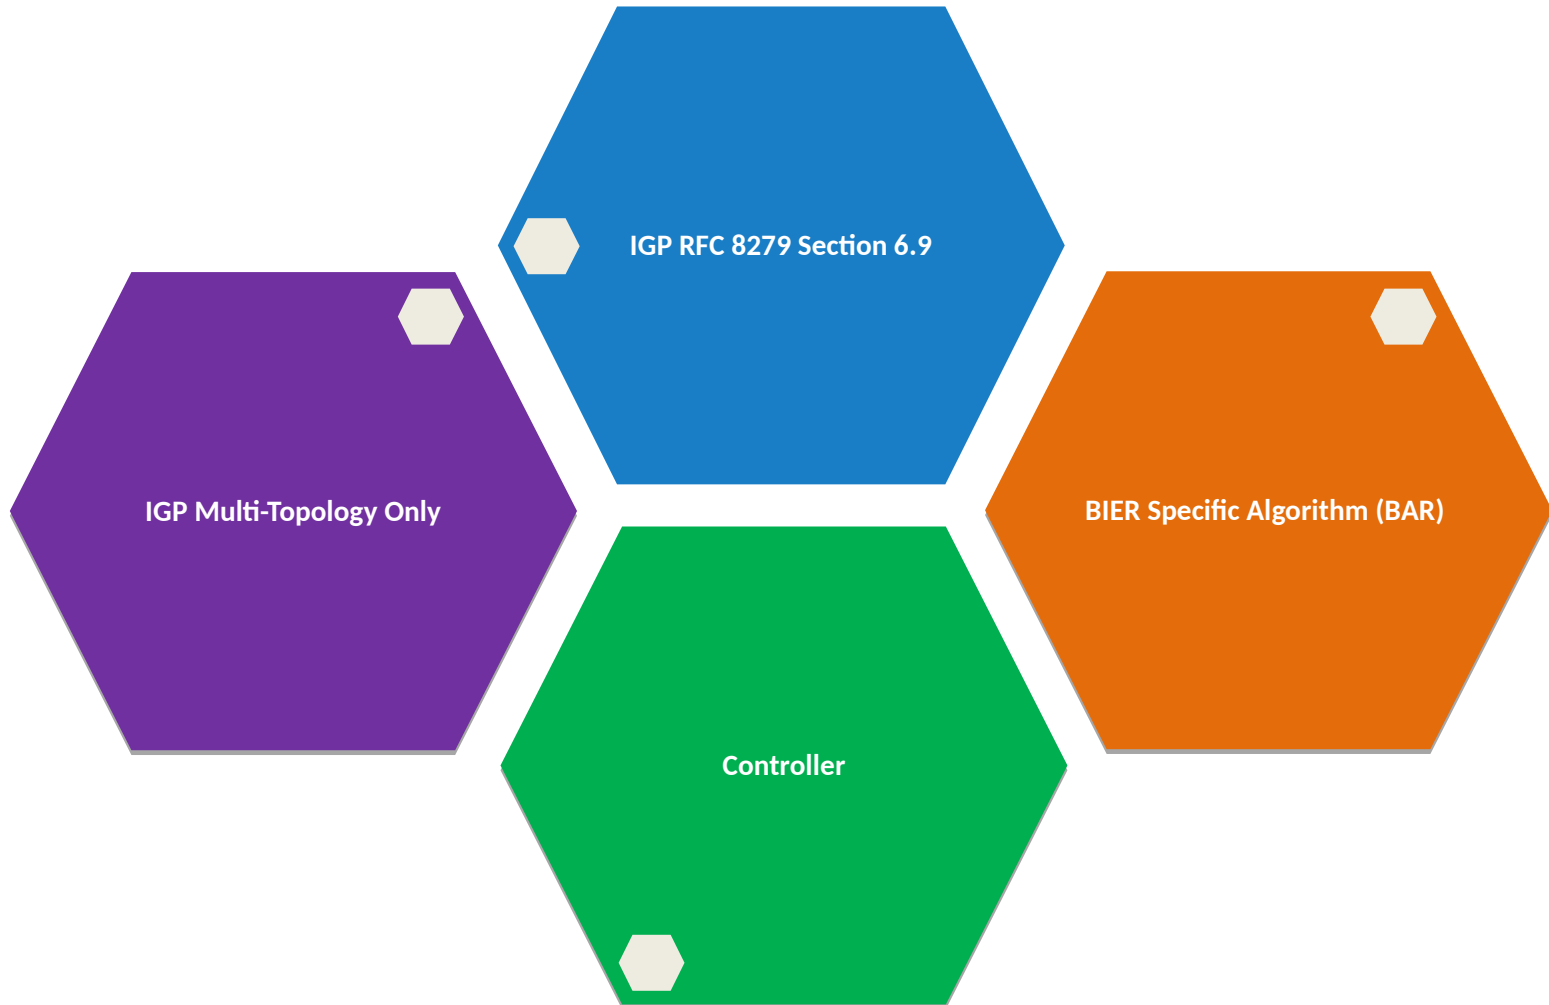 IGP RFC 8279 Section 6.9
IGP Multi-Topology Only
BIER Specific Algorithm (BAR)
Controller